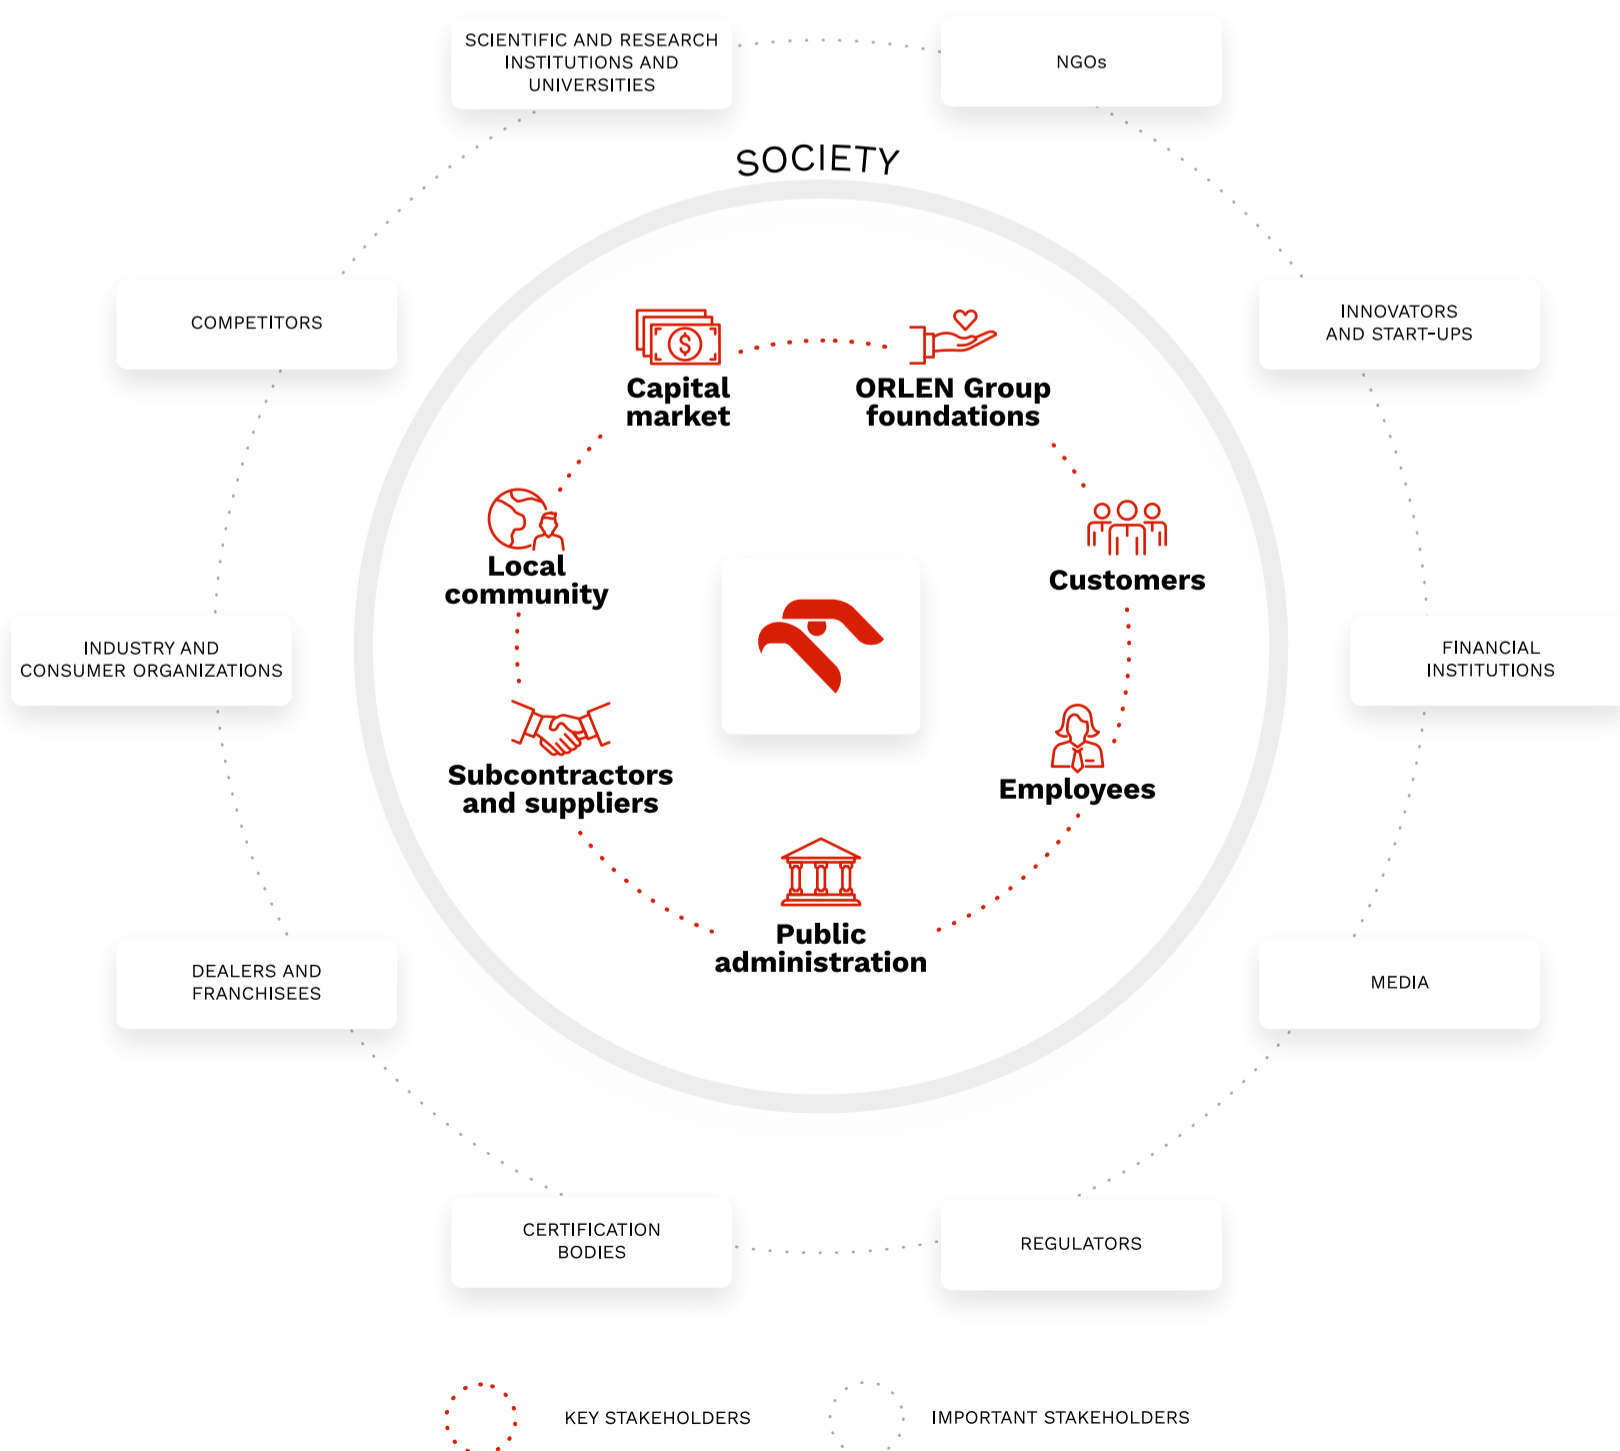 SCIENTIFIC AND RESEARCH
INSTITUTIONS AND
UNIVERSITIES
NGOs
SOCIETY
COMPETITORS
INNOVATORS
AND START-UPS
Capital
market
ORLEN Group
foundations
Local
community
Customers
INDUSTRY AND
CONSUMER ORGANIZATIONS
FINANCIAL
INSTITUTIONS
Subcontractors
and suppliers
Employees
Public
administration
DEALERS AND
FRANCHISEES
MEDIA
CERTIFICATION
BODIES
REGULATORS
KEY STAKEHOLDERS
IMPORTANT STAKEHOLDERS